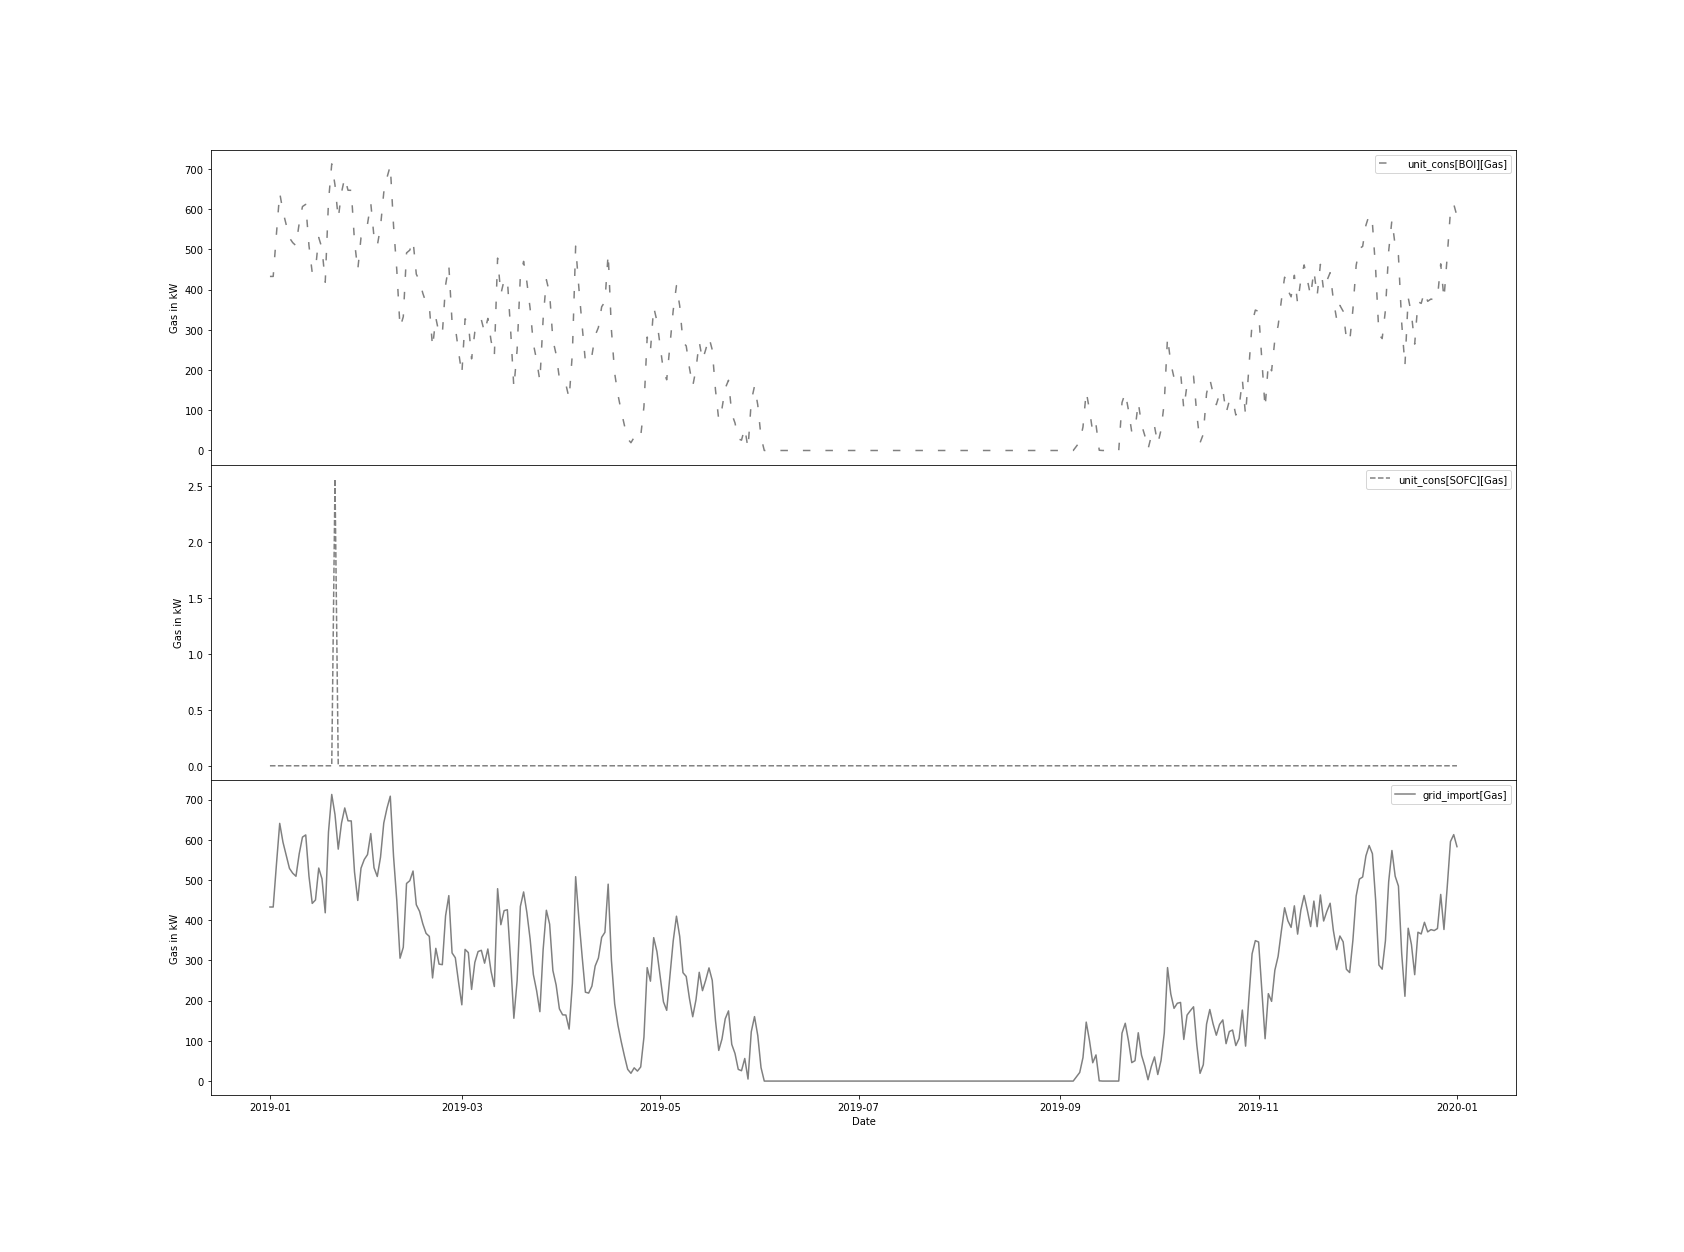 unit_cons[BOI][Gas]
700
600
500
400
300
200
100
0
Gas in kW
unit_cons[SOFC][Gas]
2.5
2.0
1.5
1.0
0.5
0.0
Gas in kW
grid_import[Gas]
700
600
500
400
300
200
100
0
Gas in kW
2019-01 2019-03 2019-05 2019-07 2019-09 2019-11 2020-01
Date